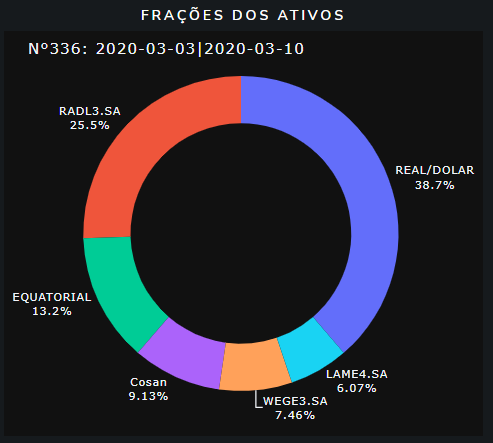 FRAÇÕES DOS ATIVOS
Nº336: 2020-03-03|2020-03-10
RADL3.SA
25.5%
REAL/DOLAR
38.7%
EQUATORIAL
13.2%
Cosan
9.13%
WEGE3.SA
7.46%
LAME4.SA
6.07%